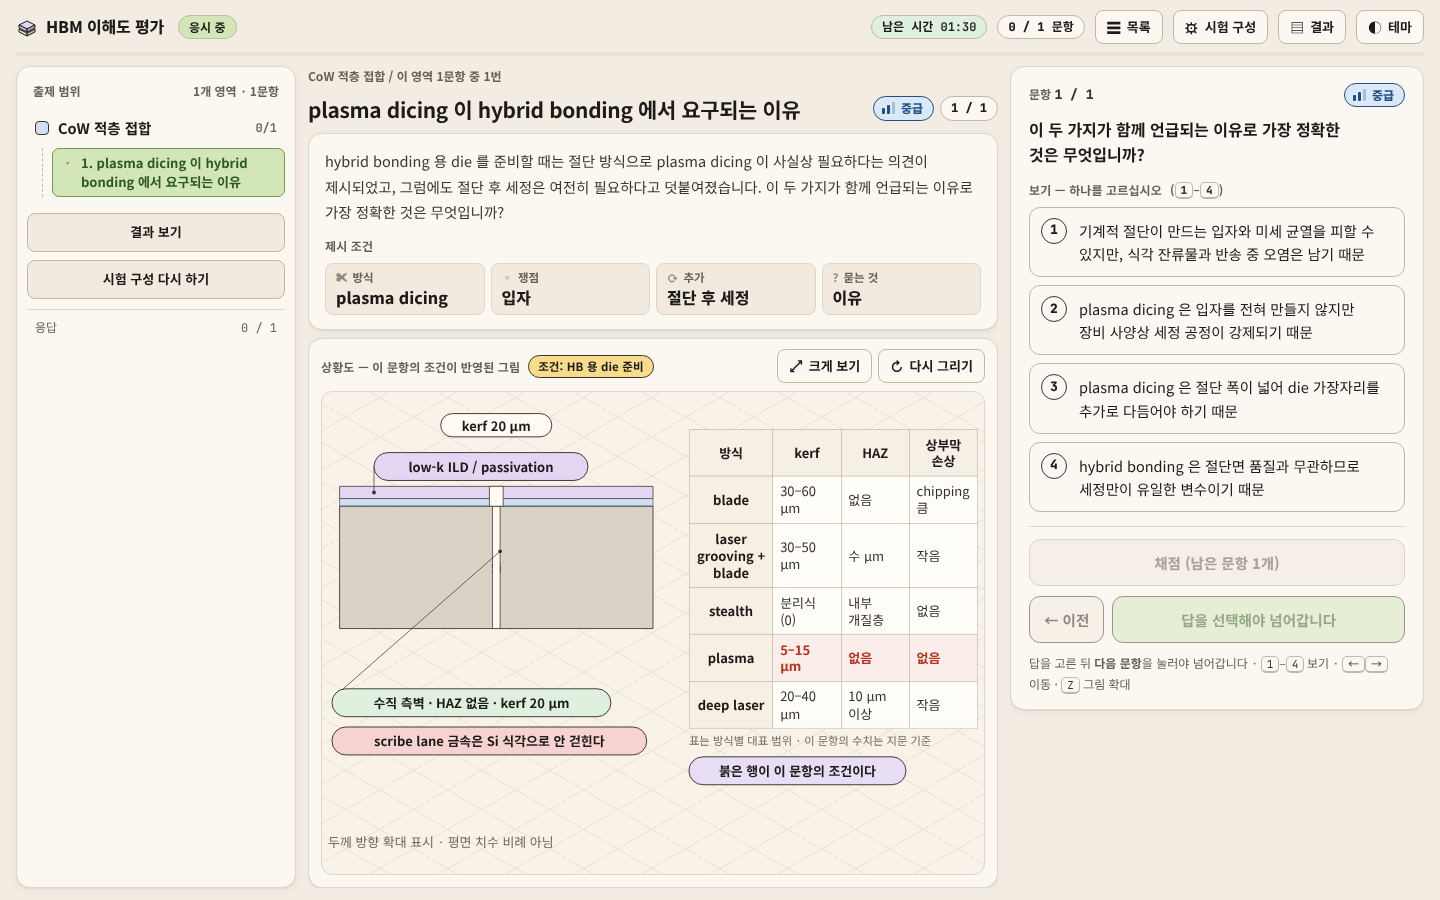 HBM 이해도 평가
응시 중
남은 시간 01:30
0 / 1 문항
목록
시험 구성
결과
테마
출제 범위
1개 영역 · 1문항
CoW 적층 접합
0/1
· 1. plasma dicing 이 hybrid
bonding 에서 요구되는 이유
결과 보기
시험 구성 다시 하기
응답
0 / 1
CoW 적층 접합 / 이 영역 1문항 중 1번
plasma dicing 이 hybrid bonding 에서 요구되는 이유
중급
1 / 1
hybrid bonding 용 die 를 준비할 때는 절단 방식으로 plasma dicing 이 사실상 필요하다는 의견이
제시되었고, 그럼에도 절단 후 세정은 여전히 필요하다고 덧붙여졌습니다. 이 두 가지가 함께 언급되는 이유로
가장 정확한 것은 무엇입니까?
제시 조건
방식
plasma dicing
쟁점
입자
추가
절단 후 세정
? 묻는 것
이유
상황도 — 이 문항의 조건이 반영된 그림
조건: HB 용 die 준비
크게 보기
다시 그리기
kerf 20 µm
low-k ILD / passivation
수직 측벽 · HAZ 없음 · kerf 20 µm
scribe lane 금속은 Si 식각으로 안 걷힌다
두께 방향 확대 표시 · 평면 치수 비례 아님
방식 kerf HAZ 상부막
손상
blade 30–60
µm 없음 chipping
큼
laser
grooving +
blade 30–50
µm 수 µm 작음
stealth 분리식
(0) 내부
개질층 없음
plasma 5–15
µm 없음 없음
deep laser 20–40
µm 10 µm
이상 작음
표는 방식별 대표 범위 · 이 문항의 수치는 지문 기준
붉은 행이 이 문항의 조건이다
문항 1 / 1
중급
이 두 가지가 함께 언급되는 이유로 가장 정확한
것은 무엇입니까?
보기 — 하나를 고르십시오 (1–4)
1 기계적 절단이 만드는 입자와 미세 균열을 피할 수
있지만, 식각 잔류물과 반송 중 오염은 남기 때문
2 plasma dicing 은 입자를 전혀 만들지 않지만
장비 사양상 세정 공정이 강제되기 때문
3 plasma dicing 은 절단 폭이 넓어 die 가장자리를
추가로 다듬어야 하기 때문
4 hybrid bonding 은 절단면 품질과 무관하므로
세정만이 유일한 변수이기 때문
채점 (남은 문항 1개)
← 이전
답을 선택해야 넘어갑니다
답을 고른 뒤 다음 문항을 눌러야 넘어갑니다 · 1–4 보기 · ← →
이동 · Z 그림 확대